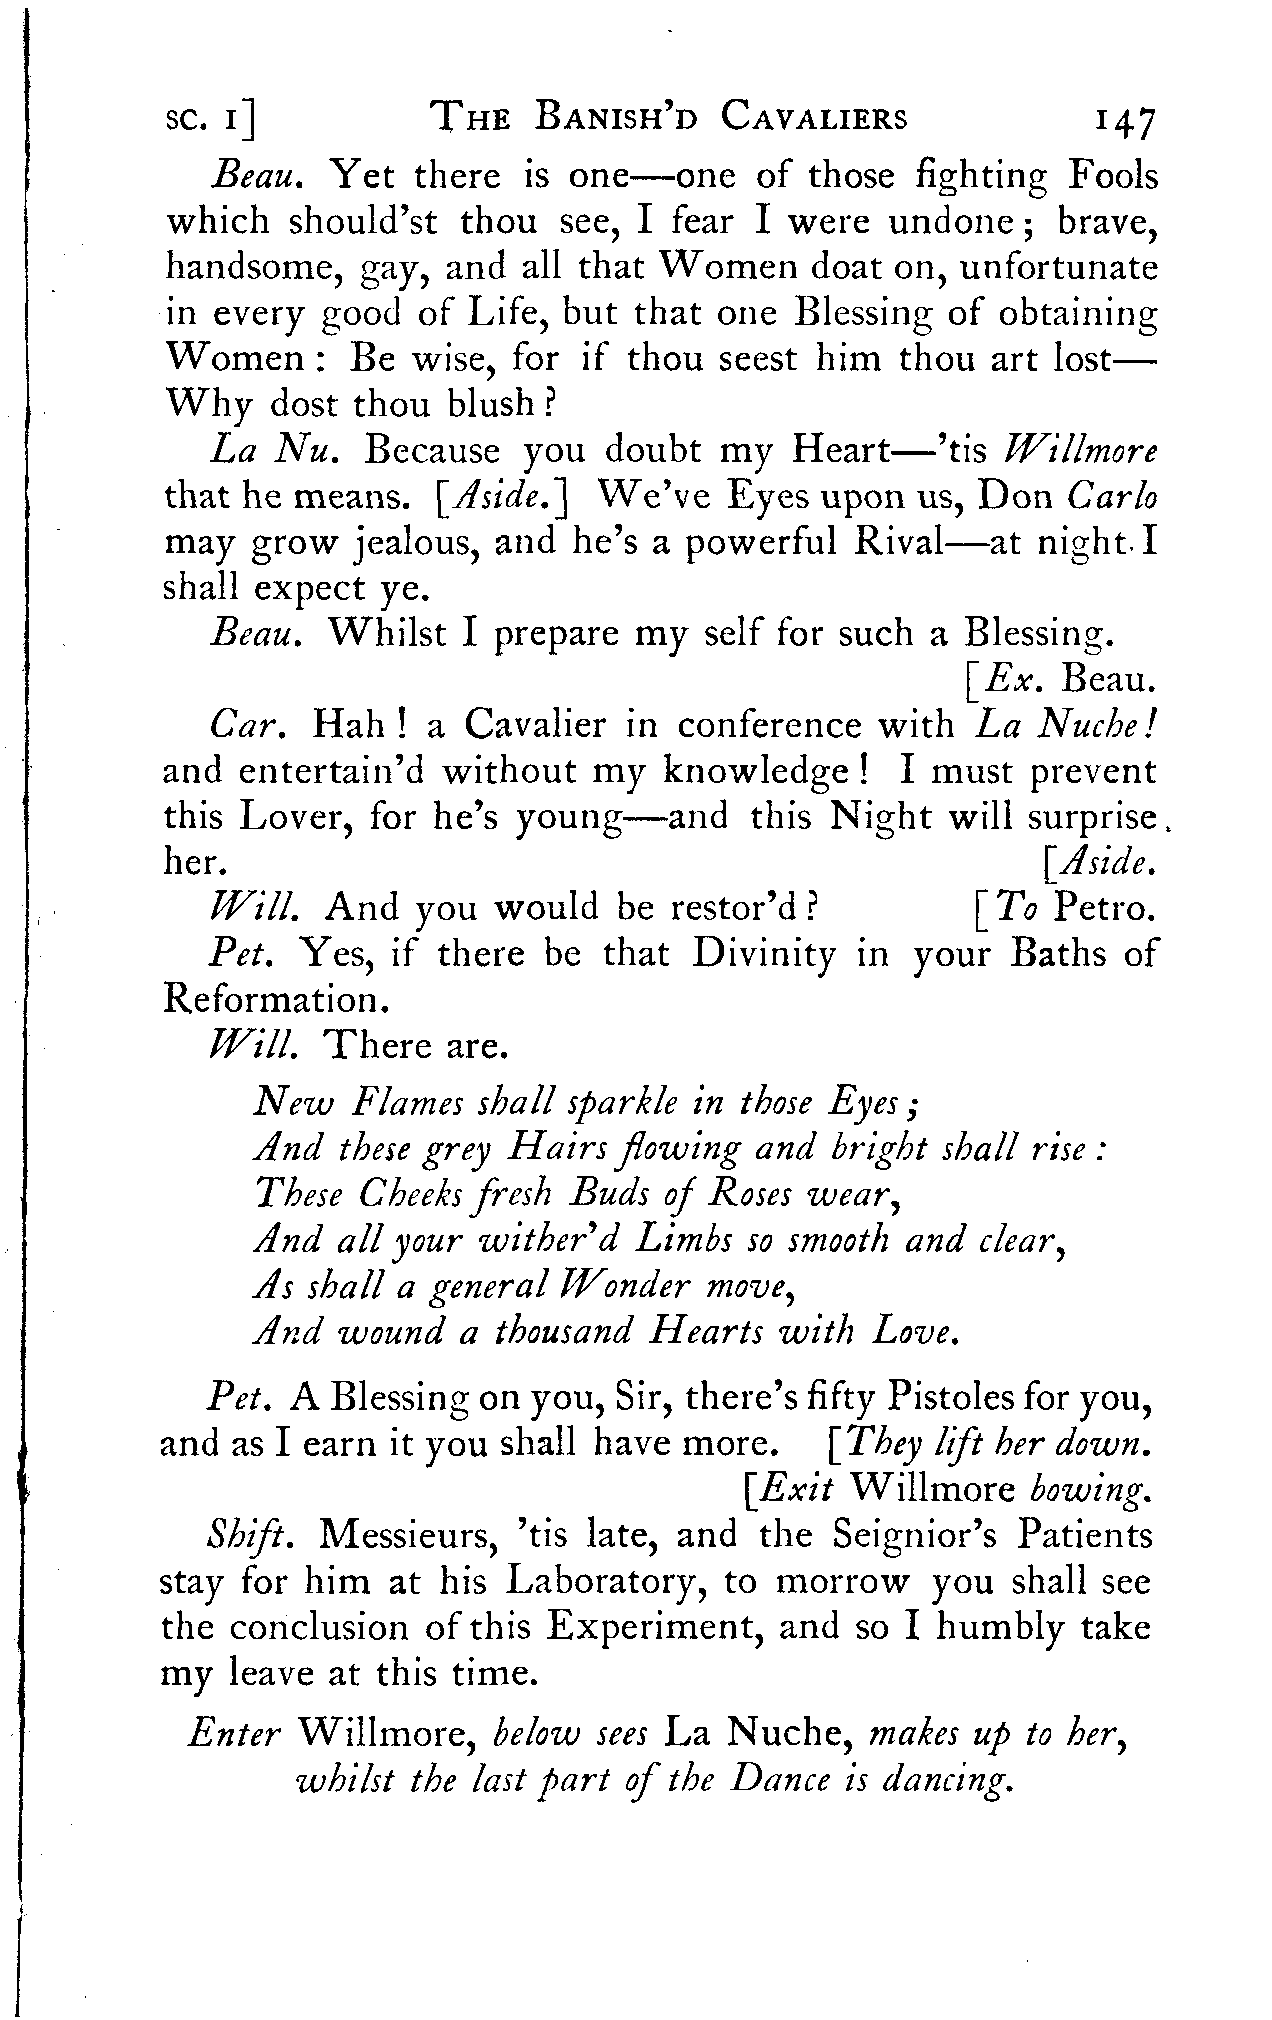 SC. I] THE BANISH'D CAVALIERS 147
Beau. Yet there is one—one of those fighting Fools
which should'st thou see, I fear I were undone; brave,
handsome, gay, and all that Women doat on, unfortunate
in every good of Life, but that one Blessing of obtaining
Women: Be wise, for if thou seest him thou art lost—
Why dost thou blush?
La Nu. Because you doubt my Heart—'tis Willmore
that he means. [Aside.] We've Eyes upon us, Don Carlo
may grow jealous, and he's a powerful Rival—at night I
shall expect ye.
Beau. Whilst I prepare my self for such a Blessing.
[Ex. Beau.
Car. Hah! a Cavalier in conference with La Nuche!
and entertain'd without my knowledge! I must prevent
this Lover, for he's young—and this Night will surprise
her. [Aside.
Will. And you would be restor'd? [To Petro.
Pet. Yes, if there be that Divinity in your Baths of
Reformation.
Will. There are.
New Flames shall sparkle in those Eyes;
And these grey Hairs flowing and bright shall rise:
These Cheeks fresh Buds of Roses wear,
And all your wither'd Limbs so smooth and clear,
As shall a general Wonder move,
And wound a thousand Hearts with Love.
Pet. A Blessing on you, Sir, there's fifty Pistoles for you,
and as I earn it you shall have more. [They lift her down.
[Exit Willmore bowing.
Shift. Messieurs, 'tis late, and the Seignior's Patients
stay for him at his Laboratory, to morrow you shall see
the conclusion of this Experiment, and so I humbly take
my leave at this time.
Enter Willmore, below sees La Nuche, makes up to her,
whilst the last part of the Dance is dancing.